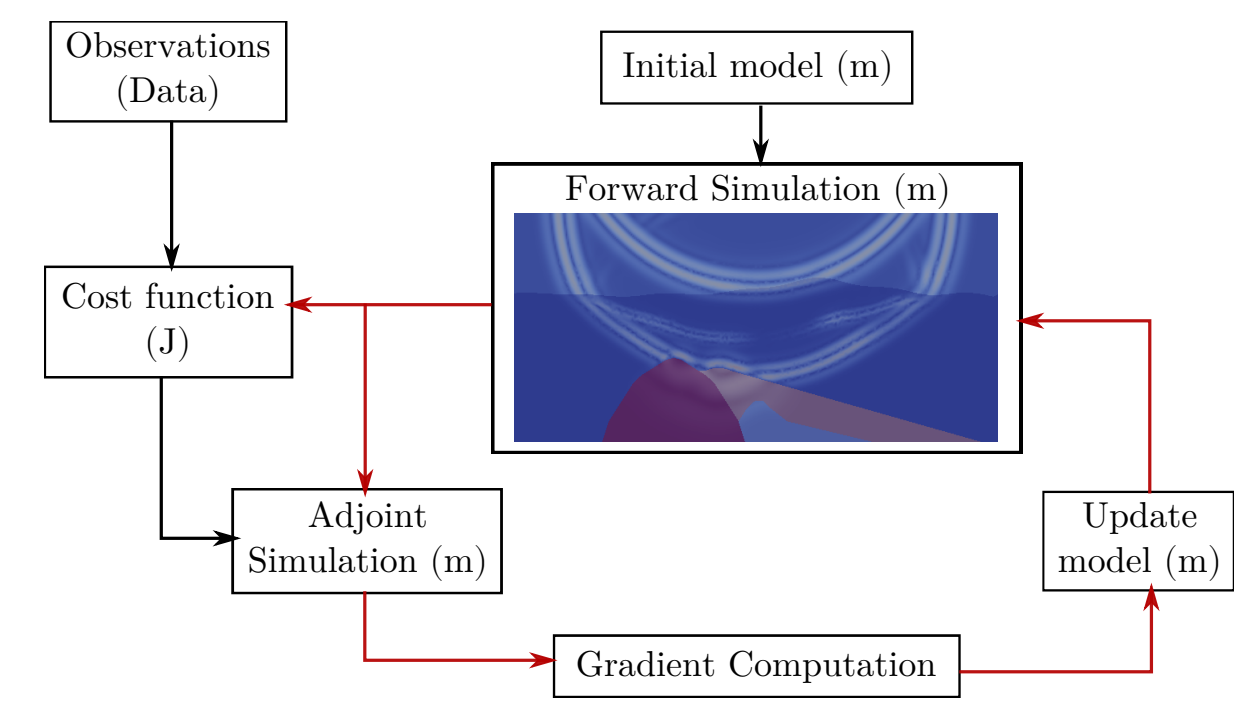 Observations
(Data)
Initial model (m)
Forward Simulation (m)
Cost function
(J)
Adjoint
Simulation (m)
Update
model (m)
Gradient Computation